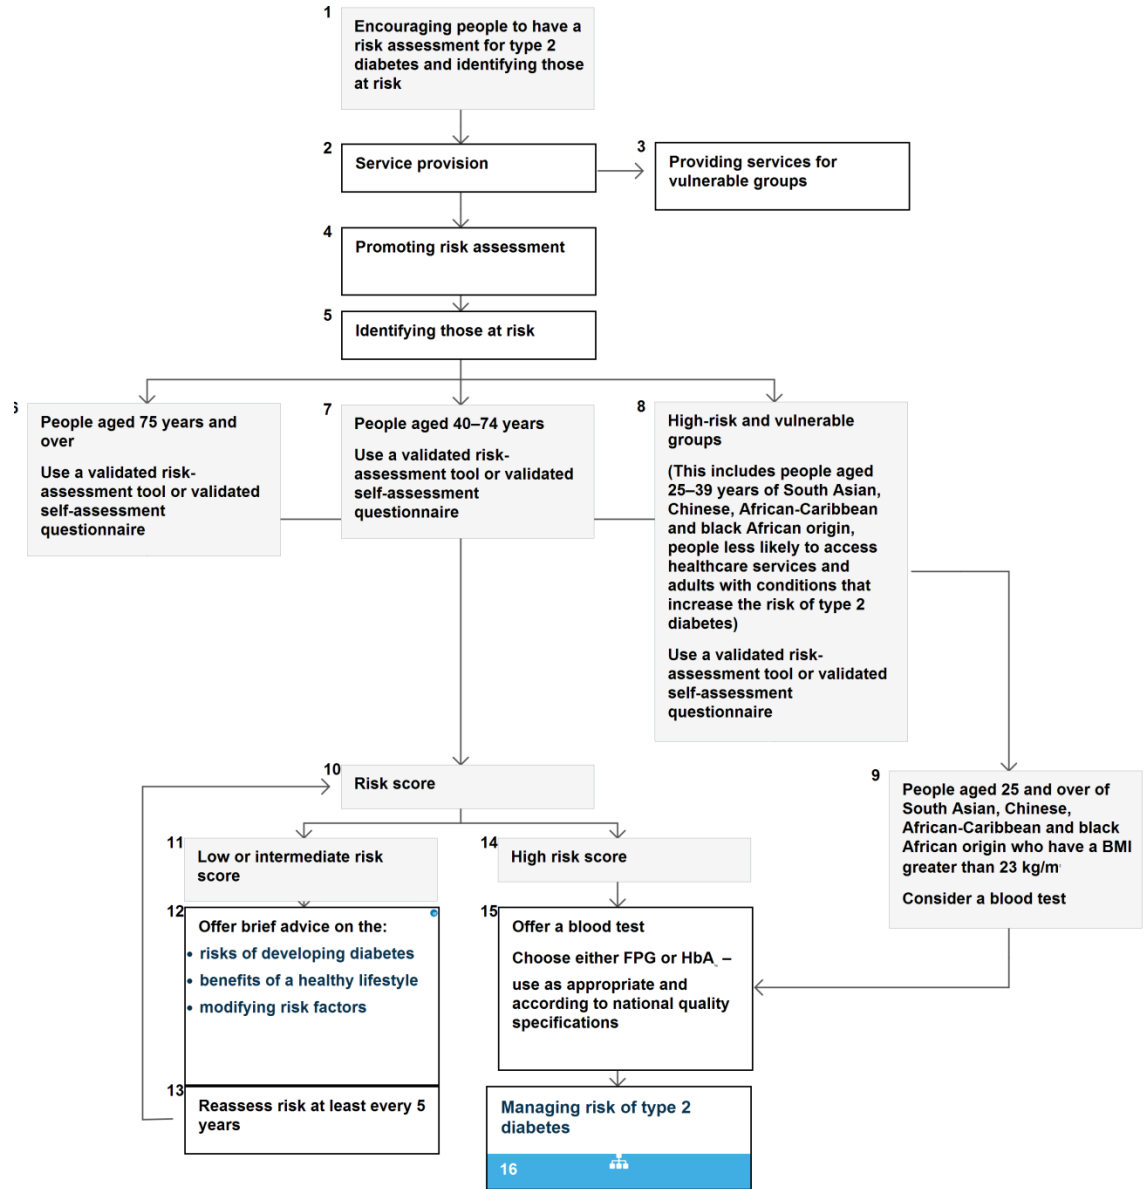 1
Encouraging people to have a
risk assessment for type 2
diabetes and identifying those
at risk
2
Service provision
3
Providing services for
vulnerable groups
4
Promoting risk assessment
5
Identifying those at risk
People aged 75 years and
over
Use a validated risk-
assessment tool or validated
self-assessment
questionnaire
7
People aged 40–74 years
Use a validated risk-
assessment tool or validated
self-assessment
questionnaire
8
High-risk and vulnerable
groups
(This includes people aged
25–39 years of South Asian,
Chinese, African-Caribbean
and black African origin,
people less likely to access
healthcare services and
adults with conditions that
increase the risk of type 2
diabetes)
Use a validated risk-
assessment tool or validated
self-assessment
questionnaire
9
People aged 25 and over of
South Asian, Chinese,
African-Caribbean and black
African origin who have a BMI
greater than 23 kg/m
Consider a blood test
10
Risk score
11
Low or intermediate risk
score
12
Offer brief advice on the:
• risks of developing diabetes
• benefits of a healthy lifestyle
• modifying risk factors
13
Reassess risk at least every 5
years
14
High risk score
15
Offer a blood test
Choose either FPG or HbA –
use as appropriate and
according to national quality
specifications
Managing risk of type 2
diabetes
16